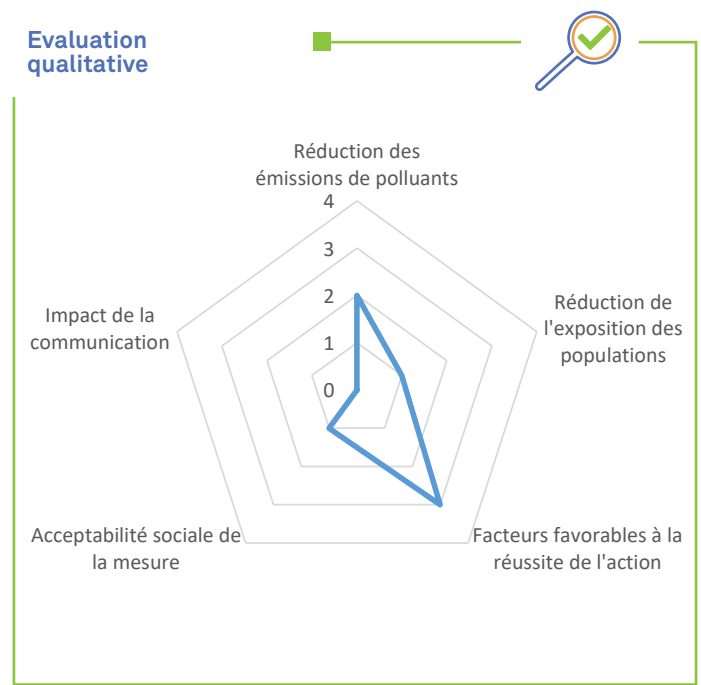 Evaluation
qualitative
Réduction des
émissions de polluants
4
3
2
1
0
Réduction de
l'exposition des
populations
Facteurs favorables à la
réussite de l'action
Acceptabilité sociale de
la mesure
Impact de la
communication